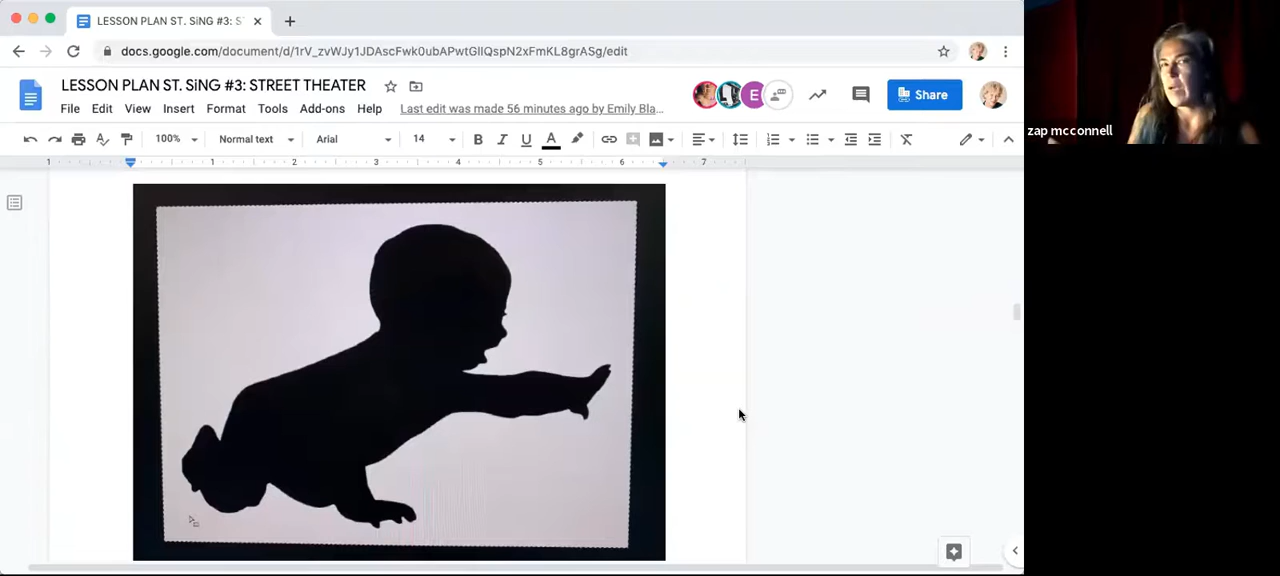 LESSON PLAN ST. SiNG #3: S
docs.google.com/document/d/1rV_zvWJy1JDAscFwk0ubAPwtGlIQspN2xFmKL8grASg/edit
LESSON PLAN ST. SiNG #3: STREET THEATER
File Edit View Insert Format Tools Add-ons Help Last edit was made 56 minutes ago by Emily Bla...
E
Share
100% Normal text Arial 14 B I U A
1 1 2 3 4 5 6 7
zap mcconnell